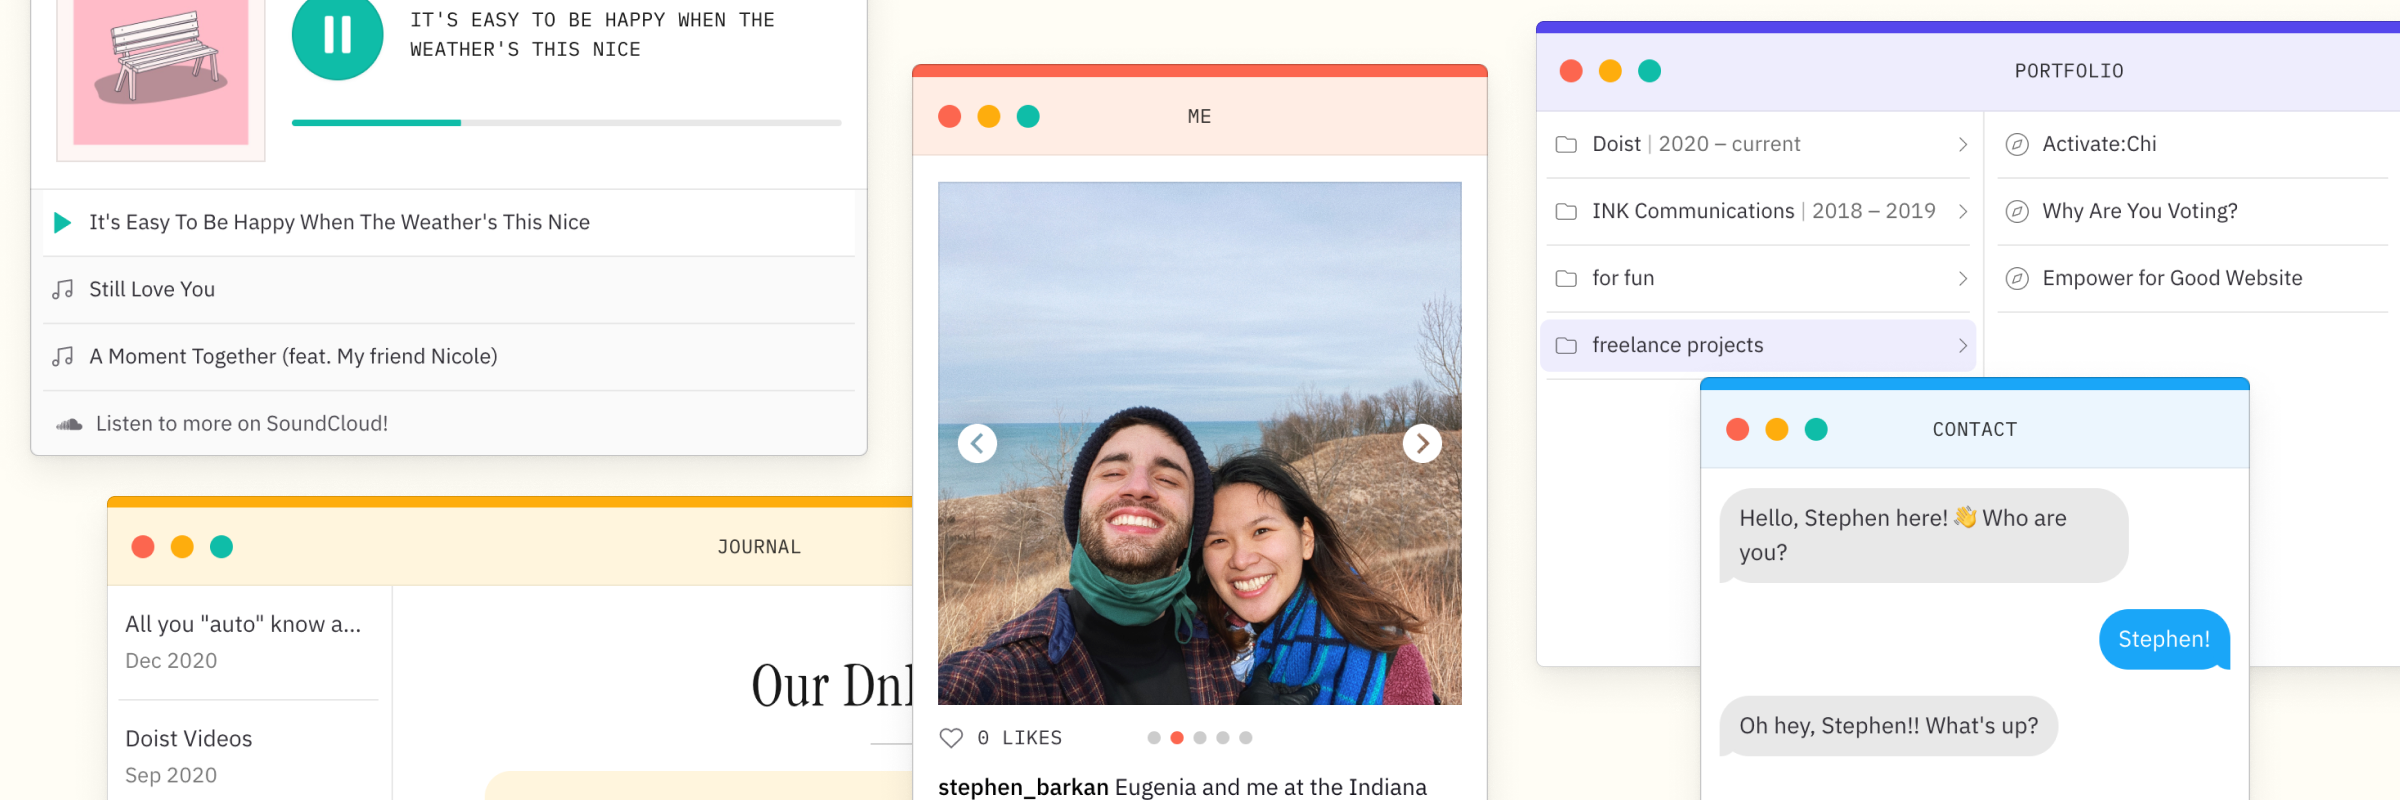 IT'S EASY TO BE HAPPY WHEN THE
WEATHER'S THIS NICE
It's Easy To Be Happy When The Weather's This Nice
Still Love You
A Moment Together (feat. My friend Nicole)
Listen to more on SoundCloud!
JOURNAL
All you "auto" know a...
Dec 2020
Doist Videos
Sep 2020
Our
ME
0 LIKES
stephen_barkan Eugenia and me at the Indiana
PORTFOLIO
Doist | 2020 – current
INK Communications | 2018 – 2019
for fun
freelance projects
Activate:Chi
Why Are You Voting?
Empower for Good Website
CONTACT
Hello, Stephen here! 👋 Who are
you?
Stephen!
Oh hey, Stephen!! What's up?